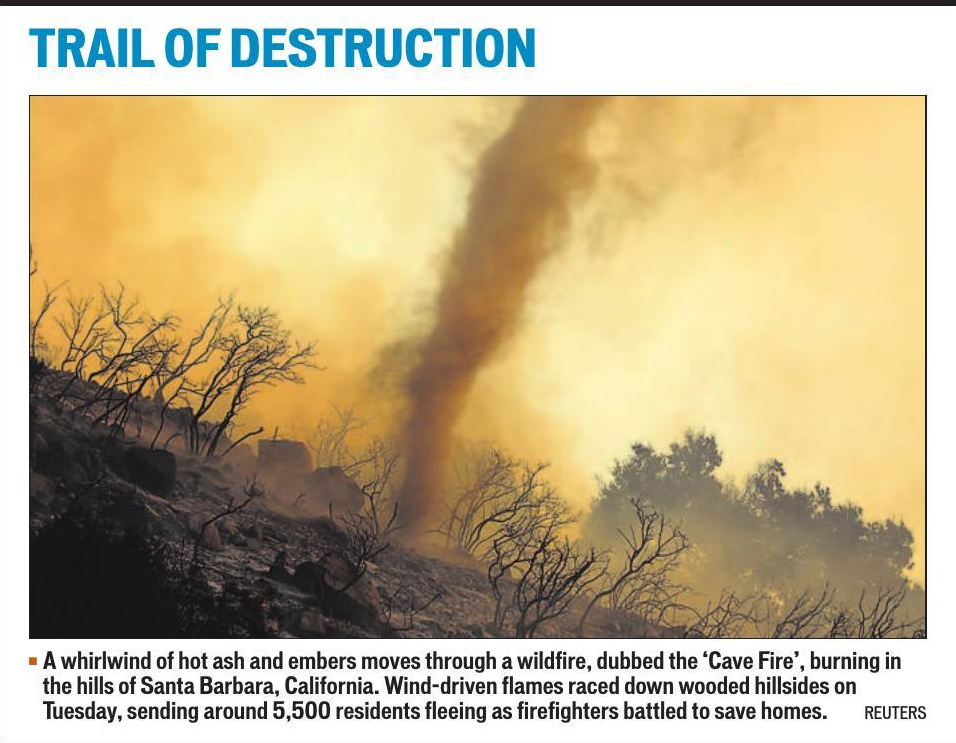 TRAIL OF DESTRUCTION
▪ A whirlwind of hot ash and embers moves through a wildfire, dubbed the ‘Cave Fire’, burning in
the hills of Santa Barbara, California. Wind-driven flames raced down wooded hillsides on
Tuesday, sending around 5,500 residents fleeing as firefighters battled to save homes. REUTERS